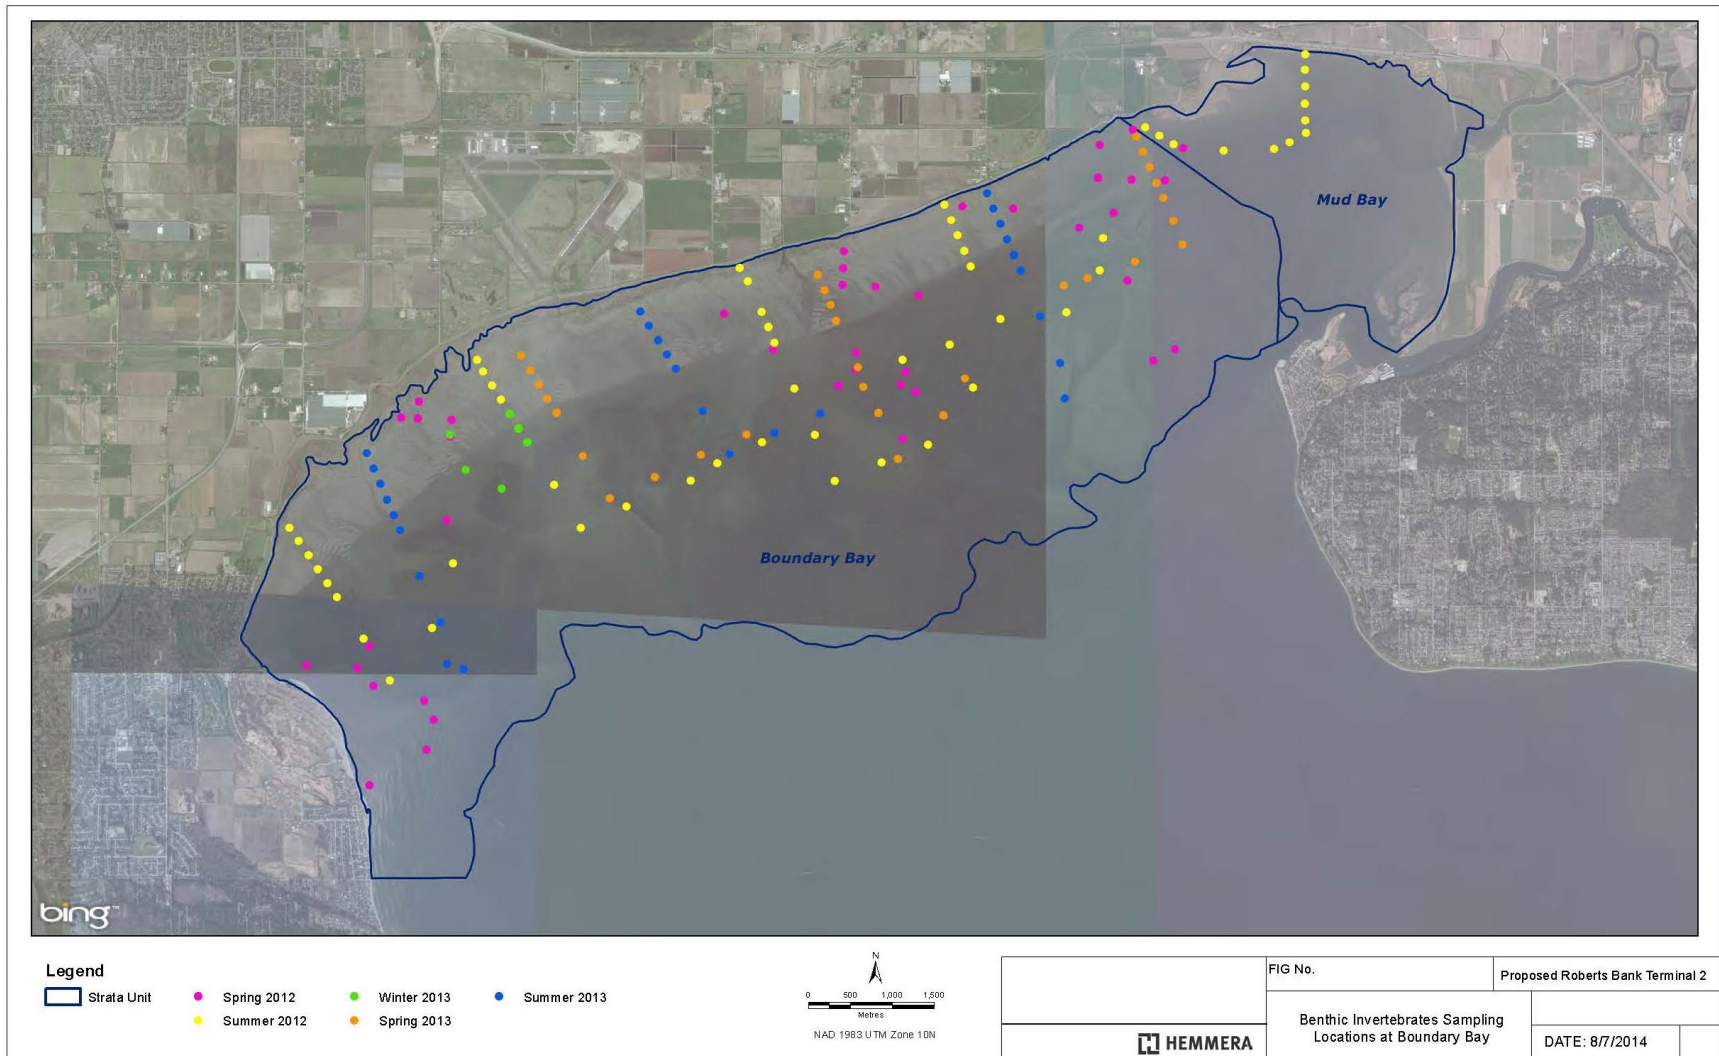 Mud Bay
Boundary Bay
bing™
Legend
Strata Unit
Spring 2012
Summer 2012
Winter 2013
Spring 2013
Summer 2013
N
0 500 1,000 1,500
Metres
NAD 1983 UTM Zone 10N
HEMMERA
FIG No.
Proposed Roberts Bank Terminal 2
Benthic Invertebrates Sampling
Locations at Boundary Bay
DATE: 8/7/2014